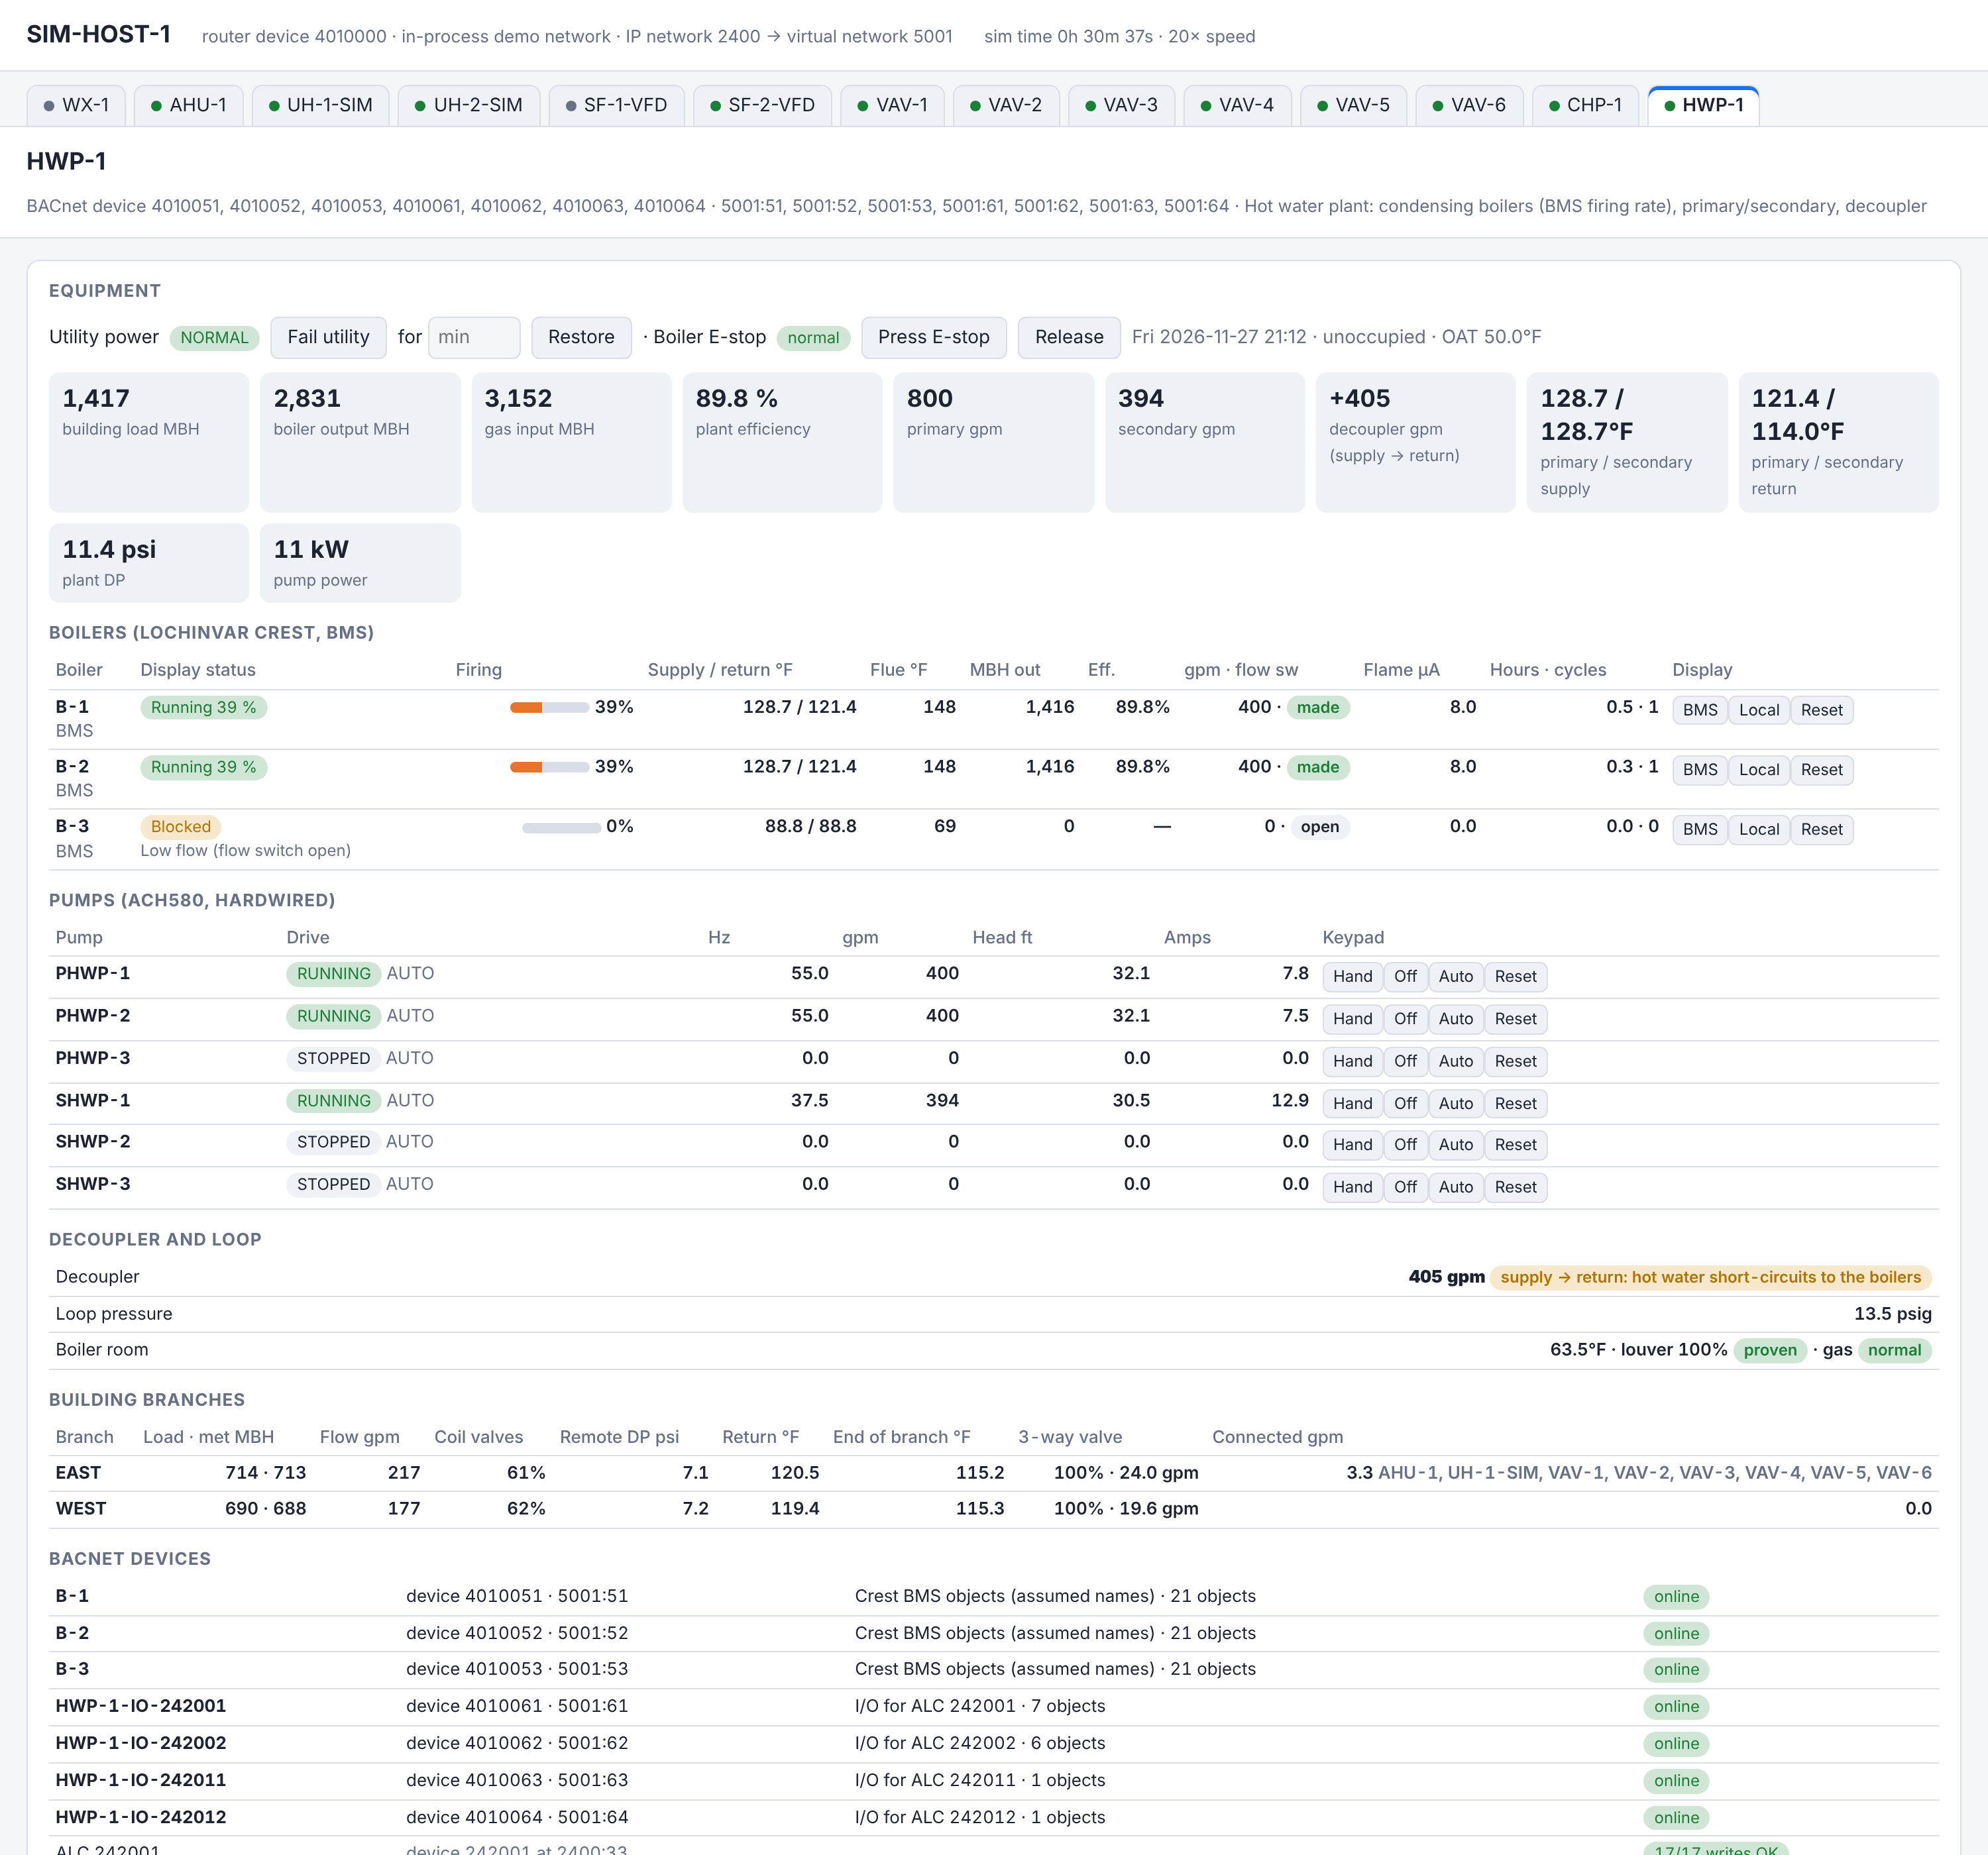 SIM-HOST-1 router device 4010000 · in-process demo network · IP network 2400 → virtual network 5001 sim time 0h 30m 37s · 20× speed
WX-1 AHU-1 UH-1-SIM UH-2-SIM SF-1-VFD SF-2-VFD VAV-1 VAV-2 VAV-3 VAV-4 VAV-5 VAV-6 CHP-1 HWP-1
HWP-1
BACnet device 4010051, 4010052, 4010053, 4010061, 4010062, 4010063, 4010064 · 5001:51, 5001:52, 5001:53, 5001:61, 5001:62, 5001:63, 5001:64 · Hot water plant: condensing boilers (BMS firing rate), primary/secondary, decoupler
EQUIPMENT
Utility power NORMAL Fail utility for min Restore · Boiler E-stop normal Press E-stop Release Fri 2026-11-27 21:12 · unoccupied · OAT 50.0°F
1,417
building load MBH
2,831
boiler output MBH
3,152
gas input MBH
89.8 %
plant efficiency
800
primary gpm
394
secondary gpm
+405
decoupler gpm
(supply → return)
128.7 /
128.7°F
primary / secondary
supply
121.4 /
114.0°F
primary / secondary
return
11.4 psi
plant DP
11 kW
pump power
BOILERS (LOCHINVAR CREST, BMS)
Boiler Display status Firing Supply / return °F Flue °F MBH out Eff. gpm · flow sw Flame µA Hours · cycles Display
B-1 Running 39 % 39% 128.7 / 121.4 148 1,416 89.8% 400 · made 8.0 0.5 · 1 BMS Local Reset
BMS
B-2 Running 39 % 39% 128.7 / 121.4 148 1,416 89.8% 400 · made 8.0 0.3 · 1 BMS Local Reset
BMS
B-3 Blocked 0% 88.8 / 88.8 69 0 — 0 · open 0.0 0.0 · 0 BMS Local Reset
BMS Low flow (flow switch open)
PUMPS (ACH580, HARDWIRED)
Pump Drive Hz gpm Head ft Amps Keypad
PHWP-1 RUNNING AUTO 55.0 400 32.1 7.8 Hand Off Auto Reset
PHWP-2 RUNNING AUTO 55.0 400 32.1 7.5 Hand Off Auto Reset
PHWP-3 STOPPED AUTO 0.0 0 0.0 0.0 Hand Off Auto Reset
SHWP-1 RUNNING AUTO 37.5 394 30.5 12.9 Hand Off Auto Reset
SHWP-2 STOPPED AUTO 0.0 0 0.0 0.0 Hand Off Auto Reset
SHWP-3 STOPPED AUTO 0.0 0 0.0 0.0 Hand Off Auto Reset
DECOUPLER AND LOOP
Decoupler 405 gpm supply → return: hot water short-circuits to the boilers
Loop pressure 13.5 psig
Boiler room 63.5°F · louver 100% proven · gas normal
BUILDING BRANCHES
Branch Load · met MBH Flow gpm Coil valves Remote DP psi Return °F End of branch °F 3-way valve Connected gpm
EAST 714 · 713 217 61% 7.1 120.5 115.2 100% · 24.0 gpm 3.3 AHU-1, UH-1-SIM, VAV-1, VAV-2, VAV-3, VAV-4, VAV-5, VAV-6
WEST 690 · 688 177 62% 7.2 119.4 115.3 100% · 19.6 gpm 0.0
BACNET DEVICES
B-1 device 4010051 · 5001:51 Crest BMS objects (assumed names) · 21 objects online
B-2 device 4010052 · 5001:52 Crest BMS objects (assumed names) · 21 objects online
B-3 device 4010053 · 5001:53 Crest BMS objects (assumed names) · 21 objects online
HWP-1-IO-242001 device 4010061 · 5001:61 I/O for ALC 242001 · 7 objects online
HWP-1-IO-242002 device 4010062 · 5001:62 I/O for ALC 242002 · 6 objects online
HWP-1-IO-242011 device 4010063 · 5001:63 I/O for ALC 242011 · 1 objects online
HWP-1-IO-242012 device 4010064 · 5001:64 I/O for ALC 242012 · 1 objects online
ALC 242001 device 242001 at 2400:33 17/17 writes OK